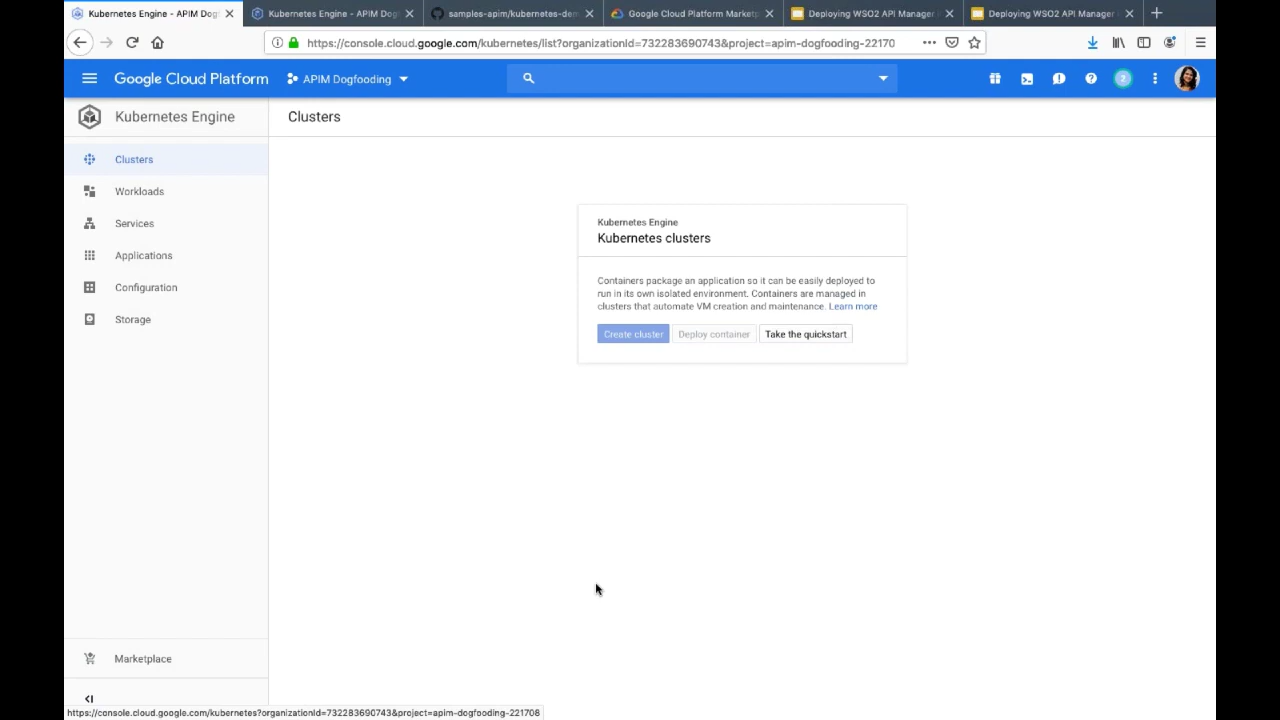 Kubernetes Engine - APIM Dog
Kubernetes Engine - APIM Dogf
samples-apim/kubernetes-den
Google Cloud Platform Marketp
Deploying WSO2 API Manager
Deploying WSO2 API Manager
https://console.cloud.google.com/kubernetes/list?organizationId=732283690743&project=apim-dogfooding-22170
Google Cloud Platform
APIM Dogfooding
2
Kubernetes Engine
Clusters
Clusters
Workloads
Services
Applications
Configuration
Storage
Kubernetes Engine
Kubernetes clusters
Containers package an application so it can be easily deployed to
run in its own isolated environment. Containers are managed in
clusters that automate VM creation and maintenance. Learn more
Create cluster Deploy container Take the quickstart
Marketplace
https://console.cloud.google.com/kubernetes?organizationId=732283690743&project=apim-dogfooding-221708